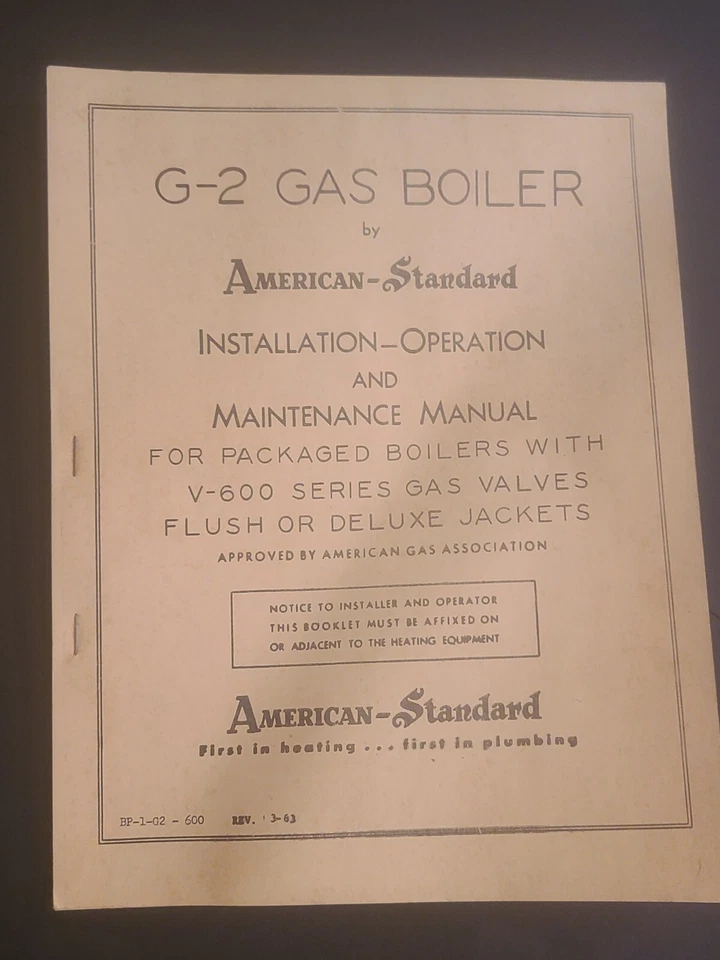 G-2 GAS BOILER
by
AMERICAN-Standard
INSTALLATION-OPERATION
AND
MAINTENANCE MANUAL
FOR PACKAGED BOILERS WITH
V-600 SERIES GAS VALVES
FLUSH OR DELUXE JACKETS
APPROVED BY AMERICAN GAS ASSOCIATION
NOTICE TO INSTALLER AND OPERATOR
THIS BOOKLET MUST BE AFFIXED ON
OR ADJACENT TO THE HEATING EQUIPMENT
AMERICAN-Standard
First in heating . . . first in plumbing
BP-1-G2 - 600 REV. 3-63